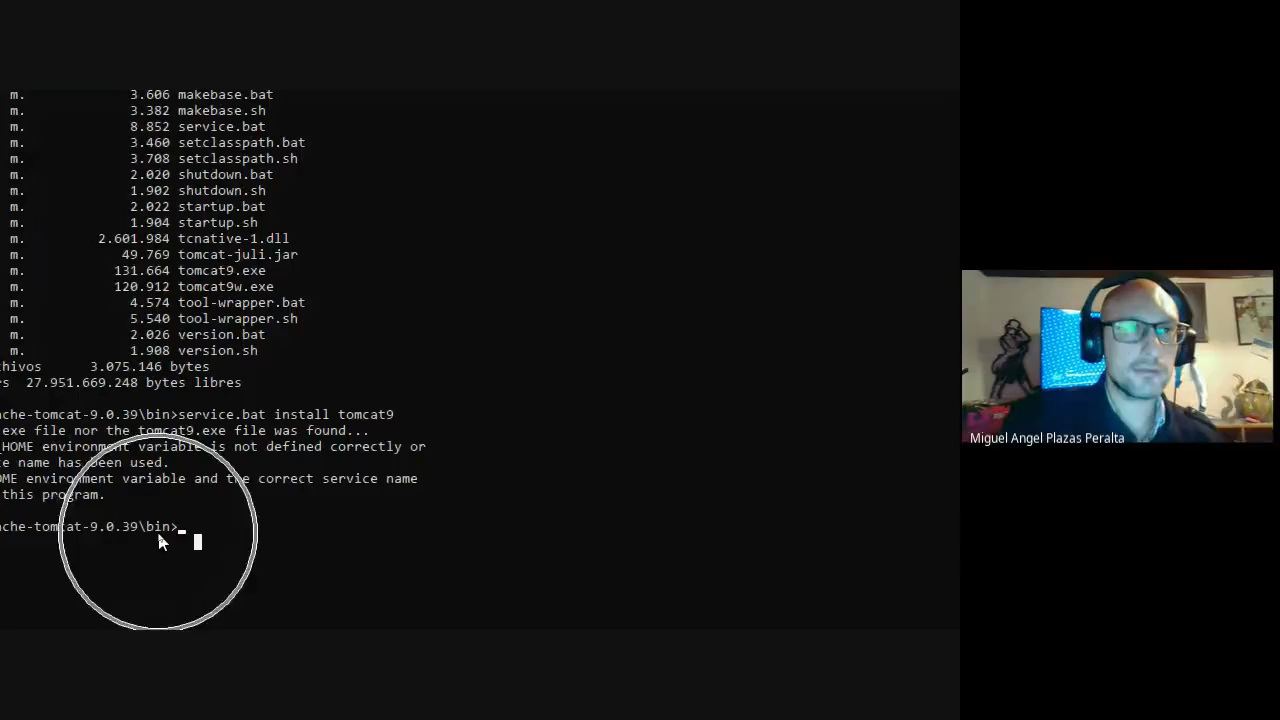 m. 3.606 makebase.bat
m. 3.382 makebase.sh
m. 8.852 service.bat
m. 3.460 setclasspath.bat
m. 3.708 setclasspath.sh
m. 2.020 shutdown.bat
m. 1.902 shutdown.sh
m. 2.022 startup.bat
m. 1.904 startup.sh
m. 2.601.984 tcnative-1.dll
m. 49.769 tomcat-juli.jar
m. 131.664 tomcat9.exe
m. 120.912 tomcat9w.exe
m. 4.574 tool-wrapper.bat
m. 5.540 tool-wrapper.sh
m. 2.026 version.bat
m. 1.908 version.sh
chivos 3.075.146 bytes
s 27.951.669.248 bytes libres
che-tomcat-9.0.39\bin>service.bat install tomcat9
exe file nor the tomcat9.exe file was found...
_HOME environment variable is not defined correctly or
e name has been used.
OME environment variable and the correct service name
this program.
che-tomcat-9.0.39\bin>
Miguel Angel Plazas Peralta